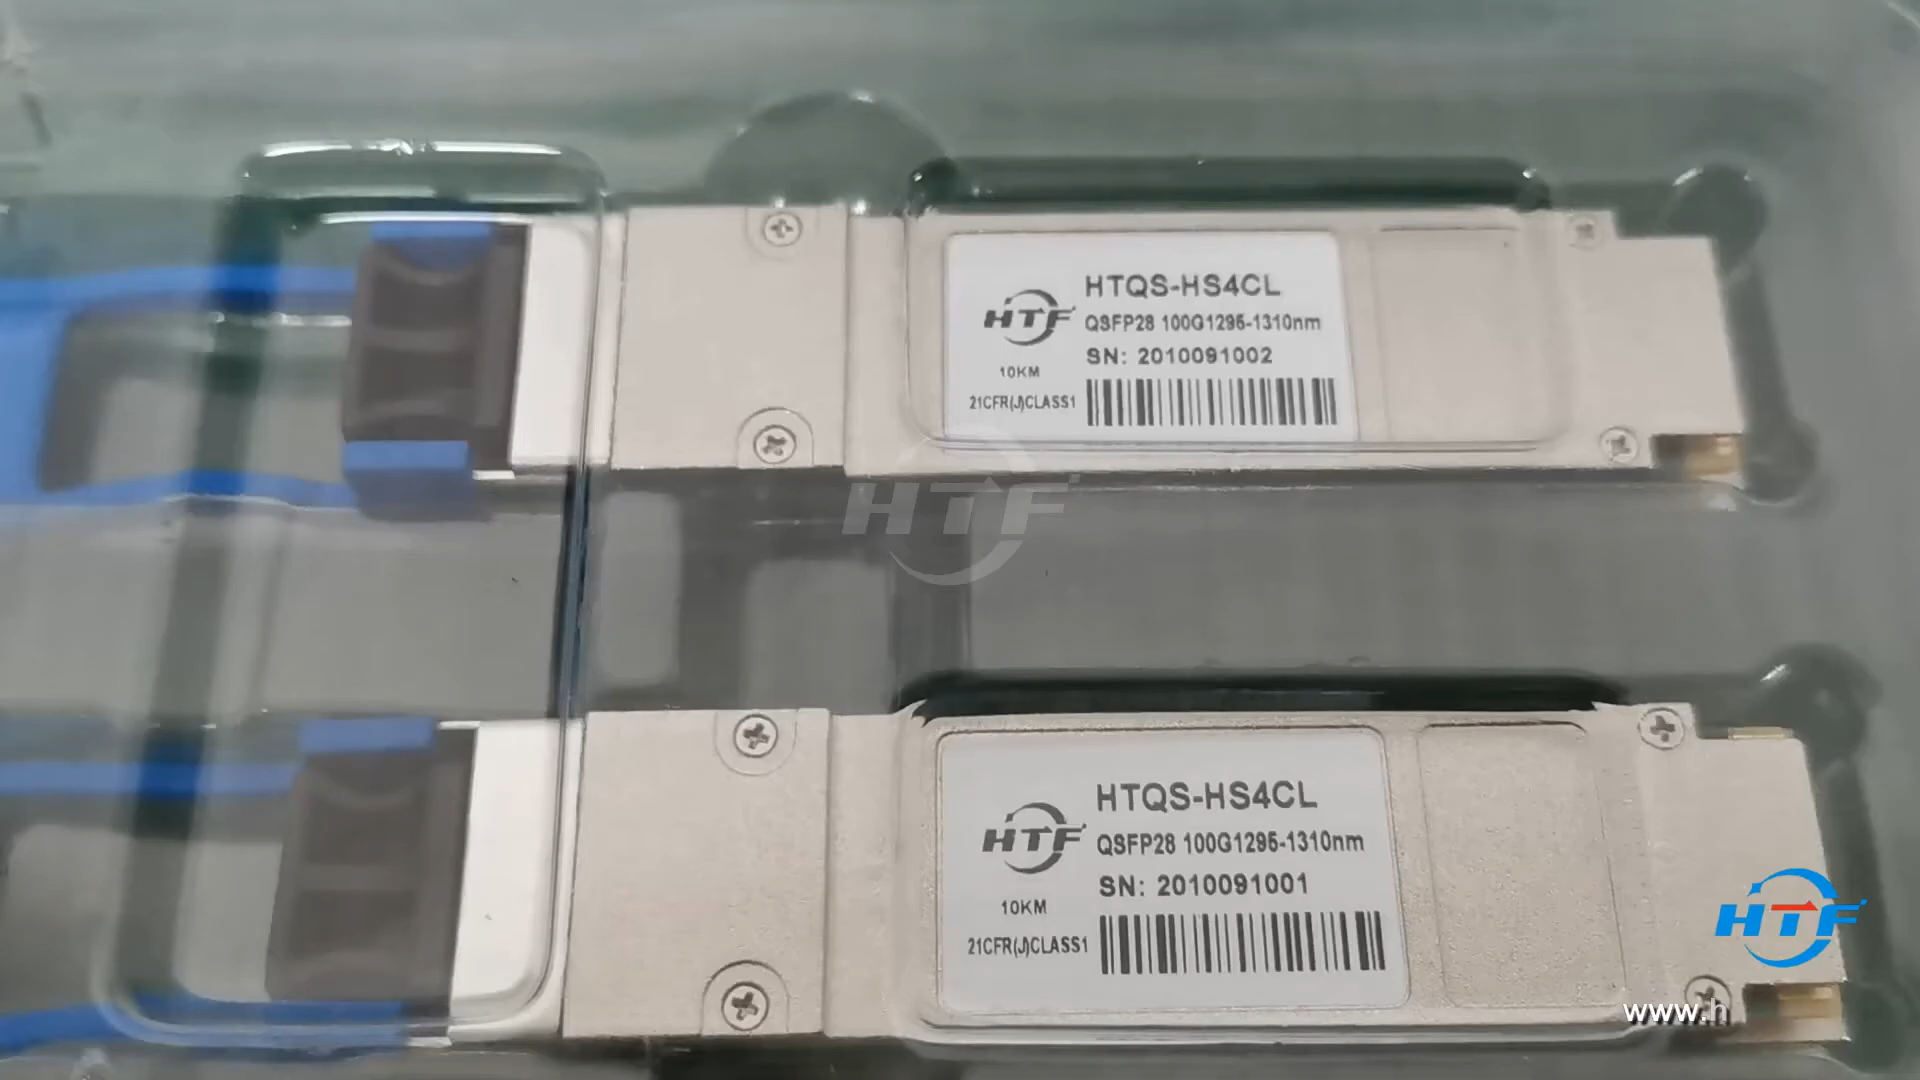 HTQS-HS4CL
HTF
QSFP28 100G1295-1310nm
SN: 2010091002
10KM
21CFR(J)CLASS1
HTF
HTQS-HS4CL
HTF
QSFP28 100G1295-1310nm
SN: 2010091001
10KM
21CFR(J)CLASS1
HTF
www.h